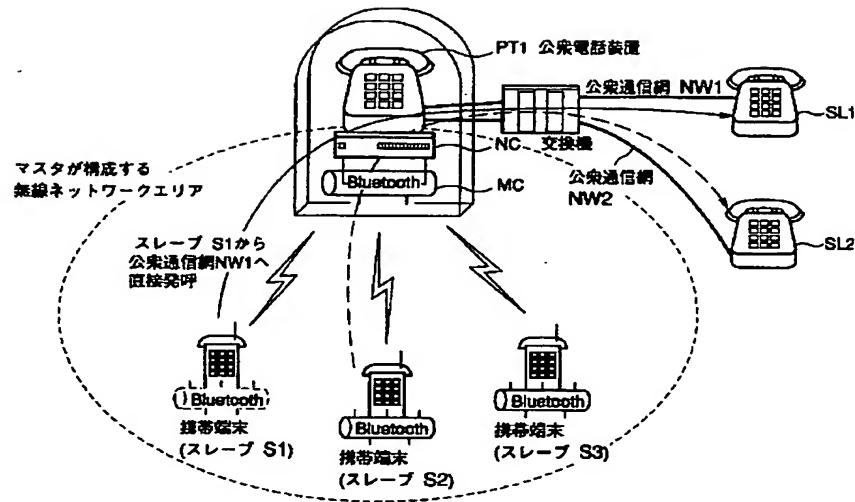 PT1 公衆電話装置
公衆通信網 NW1
SL1
NC
交換機
マスタが構成する
無線ネットワークエリア
Bluetooth
MC
公衆通信網
NW2
SL2
スレーブ S1から
公衆通信網NW1へ
直接発呼
Bluetooth
携帯端末
(スレーブ S1)
Bluetooth
携帯端末
(スレーブ S2)
Bluetooth
携帯端末
(スレーブ S3)